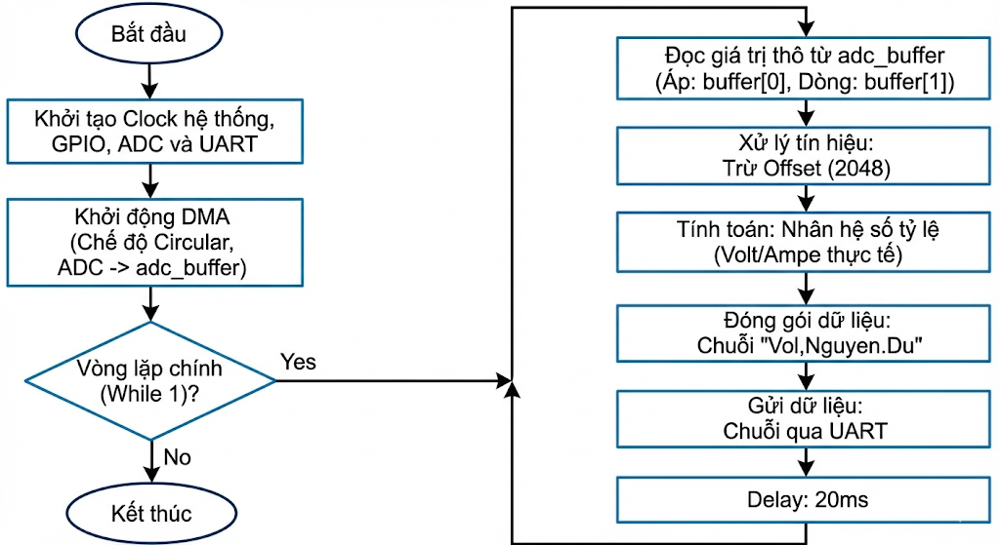 Bắt đầu
Khởi tạo Clock hệ thống,
GPIO, ADC và UART
Khởi động DMA
(Chế độ Circular,
ADC -> adc_buffer)
Vòng lặp chính
(While 1)?
Yes
No
Kết thúc
Đọc giá trị thô từ adc_buffer
(Áp: buffer[0], Dòng: buffer[1])
Xử lý tín hiệu:
Trừ Offset (2048)
Tính toán: Nhân hệ số tỷ lệ
(Volt/Ampe thực tế)
Đóng gói dữ liệu:
Chuỗi "Vol,Nguyen.Du"
Gửi dữ liệu:
Chuỗi qua UART
Delay: 20ms